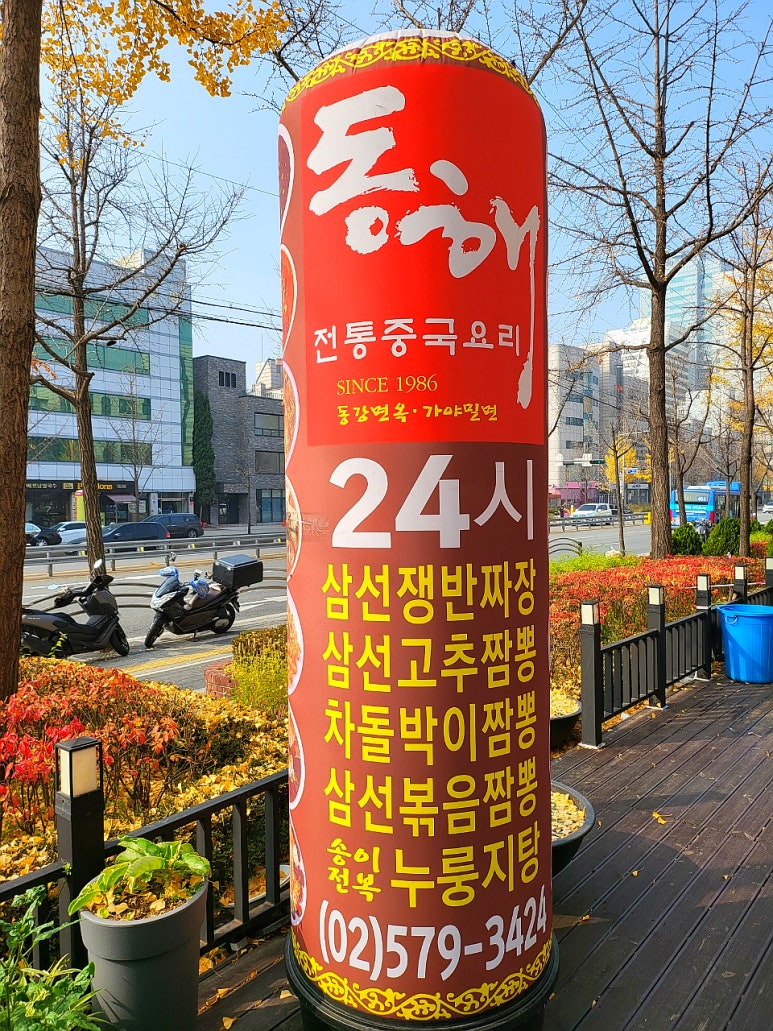 동해
전통중국요리
SINCE 1986
동강면옥·가야밀면
24시
삼선쟁반짜장
삼선고추짬뽕
차돌박이짬뽕
삼선볶음짬뽕
송이
전복
누룽지탕
(02)579-3424